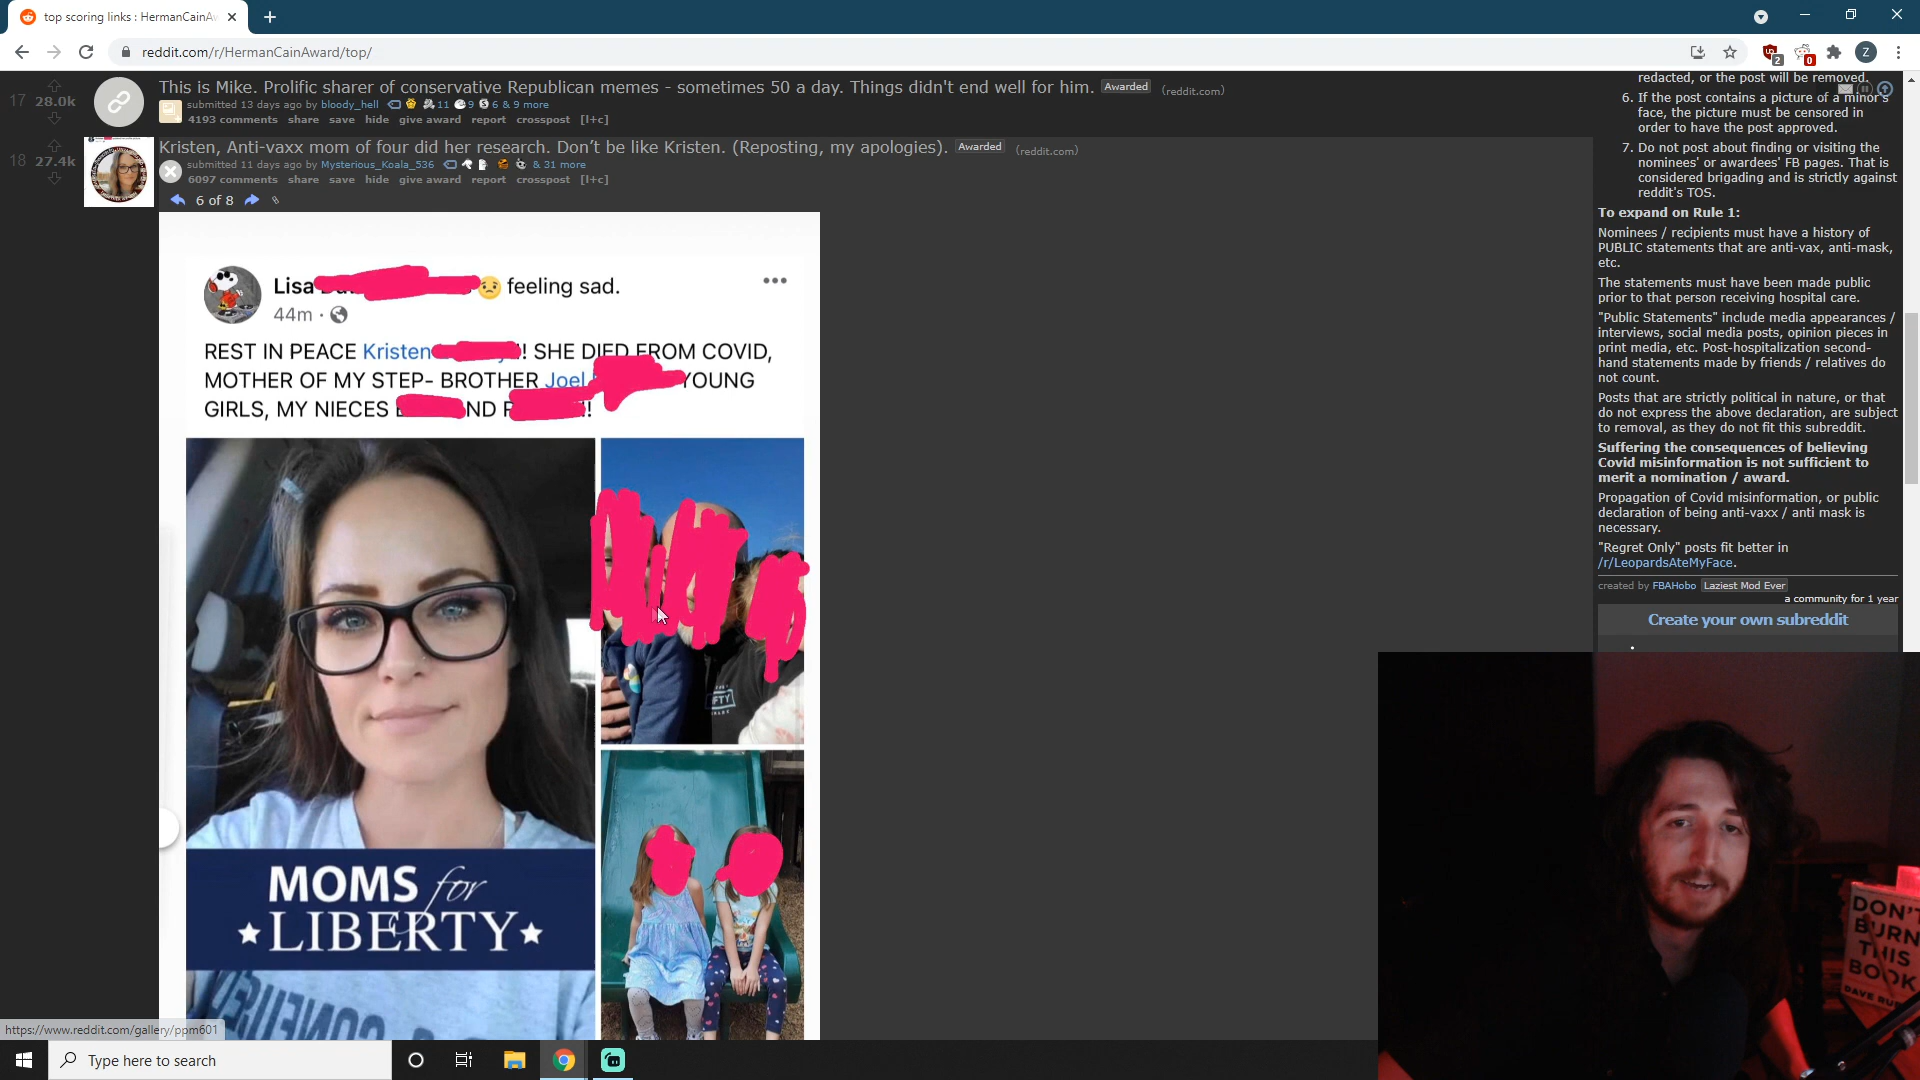 top scoring links : HermanCainAw
reddit.com/r/HermanCainAward/top/
2
0
Z
17
28.0k
This is Mike. Prolific sharer of conservative Republican memes - sometimes 50 a day. Things didn't end well for him. Awarded (reddit.com)
submitted 13 days ago by bloody_hell 11 9 6 & 9 more
4193 comments share save hide give award report crosspost [l+c]
18
27.4k
Kristen, Anti-vaxx mom of four did her research. Don’t be like Kristen. (Reposting, my apologies). Awarded (reddit.com)
submitted 11 days ago by Mysterious_Koala_536 & 31 more
6097 comments share save hide give award report crosspost [l+c]
6 of 8
Lisa feeling sad.
44m ·
REST IN PEACE Kristen ! SHE DIED FROM COVID,
MOTHER OF MY STEP- BROTHER Joel YOUNG
GIRLS, MY NIECES ND !!
MOMS for
LIBERTY
redacted, or the post will be removed.
6. If the post contains a picture of a minor's
face, the picture must be censored in
order to have the post approved.
7. Do not post about finding or visiting the
nominees' or awardees' FB pages. That is
considered brigading and is strictly against
reddit's TOS.
To expand on Rule 1:
Nominees / recipients must have a history of
PUBLIC statements that are anti-vax, anti-mask,
etc.
The statements must have been made public
prior to that person receiving hospital care.
"Public Statements" include media appearances /
interviews, social media posts, opinion pieces in
print media, etc. Post-hospitalization second-
hand statements made by friends / relatives do
not count.
Posts that are strictly political in nature, or that
do not express the above declaration, are subject
to removal, as they do not fit this subreddit.
Suffering the consequences of believing
Covid misinformation is not sufficient to
merit a nomination / award.
Propagation of Covid misinformation, or public
declaration of being anti-vaxx / anti mask is
necessary.
"Regret Only" posts fit better in
/r/LeopardsAteMyFace.
created by FBAHobo Laziest Mod Ever
a community for 1 year
Create your own subreddit
DON'T
BURN
THIS
BOOK
DAVE RU
https://www.reddit.com/gallery/ppm601
Type here to search